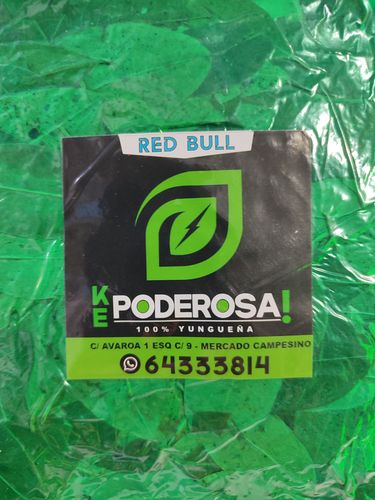 RED BULL
KE PODEROSA!
100% YUNGUEÑA
C/ AVAROA 1 ESQ C/ 9 - MERCADO CAMPESINO
64333814